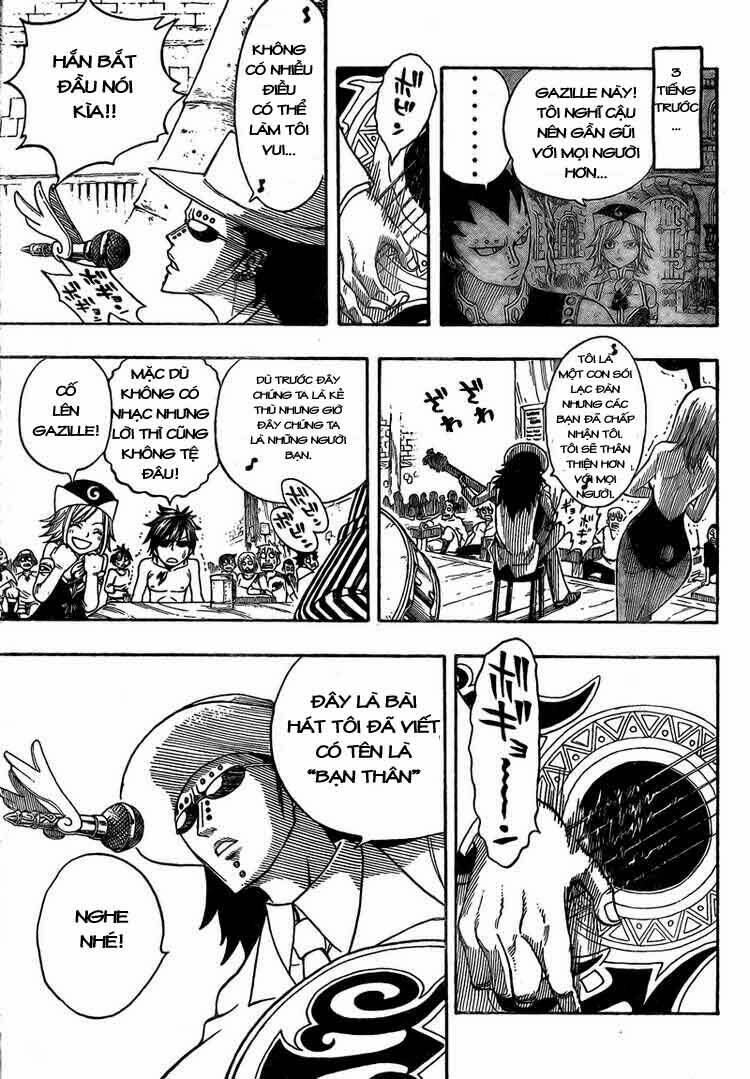 3
TIẾNG
TRƯỚC
...
GAZILLE NÀY!
TÔI NGHĨ CẬU
NÊN GẦN GŨI
VỚI MỌI NGƯỜI
HƠN...
KHÔNG
CÓ NHIỀU
ĐIỀU
CÓ THỂ
LÀM TÔI
VUI...
HẮN BẮT
ĐẦU NÓI
KÌA!!
TÔI LÀ
MỘT CON SÓI
LẠC ĐÁN
NHƯNG CÁC
BẠN ĐÃ CHẤP
NHẬN TÔI.
TÔI SẼ THÂN
THIỆN HƠN
VỚI MỌI
NGƯỜI.
DÙ TRƯỚC ĐÂY
CHÚNG TA LÀ KẺ
THÙ NHƯNG GIỜ
ĐÂY CHÚNG TA
LÀ NHỮNG NGƯỜI
BẠN.
MẶC DÙ
KHÔNG CÓ
NHẠC NHƯNG
LỜI THÌ CŨNG
KHÔNG TỆ
ĐÂU!
CỐ
LÊN
GAZILLE!
ĐÂY LÀ BÀI
HÁT TÔI ĐÃ VIẾT
CÓ TÊN LÀ
“BẠN THÂN”
NGHE
NHÉ!